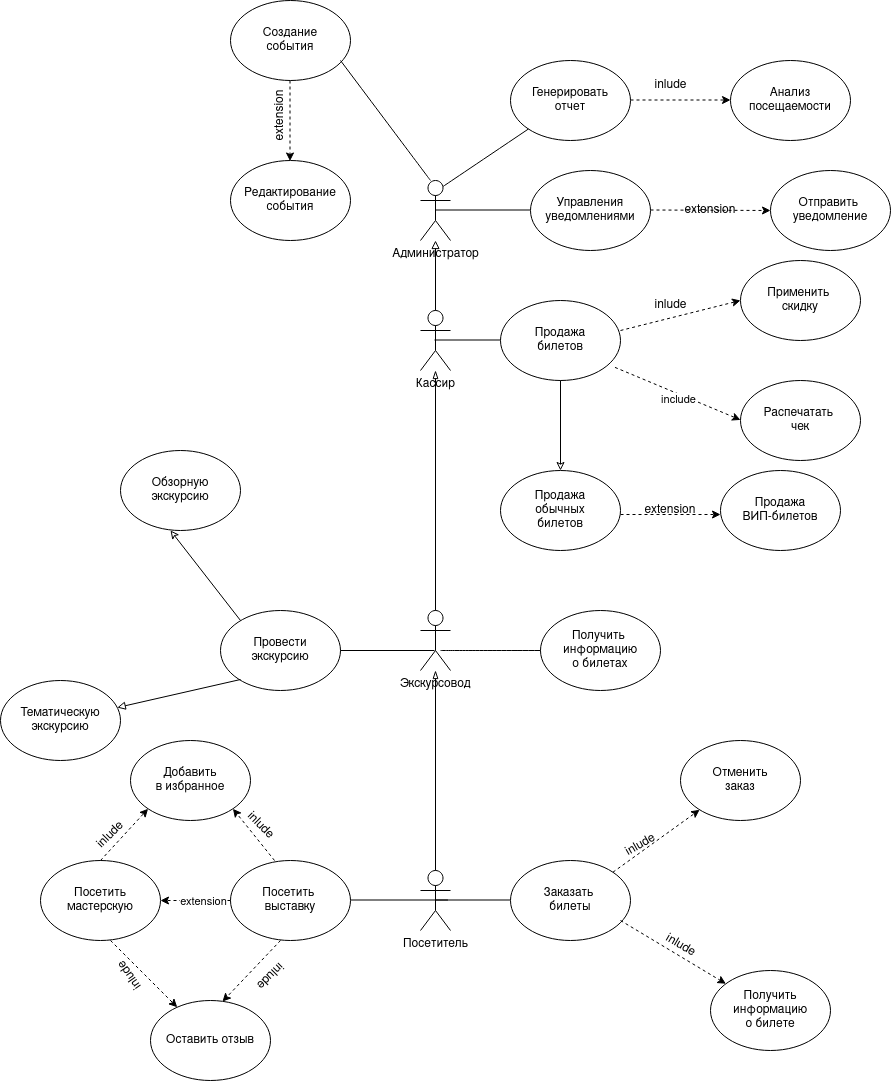 Создание
события
extension
Редактирование
события
Генерировать
отчет
inlude
Анализ
посещаемости
Управления
уведомлениями
extension
Отправить
уведомление
Администратор
Кассир
Продажа
билетов
inlude
Применить
скидку
include
Распечатать
чек
Продажа
обычных
билетов
extension
Продажа
ВИП-билетов
Обзорную
экскурсию
Провести
экскурсию
Тематическую
экскурсию
Экскурсовод
Получить
информацию
о билетах
Добавить
в избранное
inlude
inlude
Посетить
мастерскую
extension
Посетить
выставку
inlude
inlude
Оставить отзыв
Посетитель
Заказать
билеты
inlude
Отменить
заказ
inlude
Получить
информацию
о билете